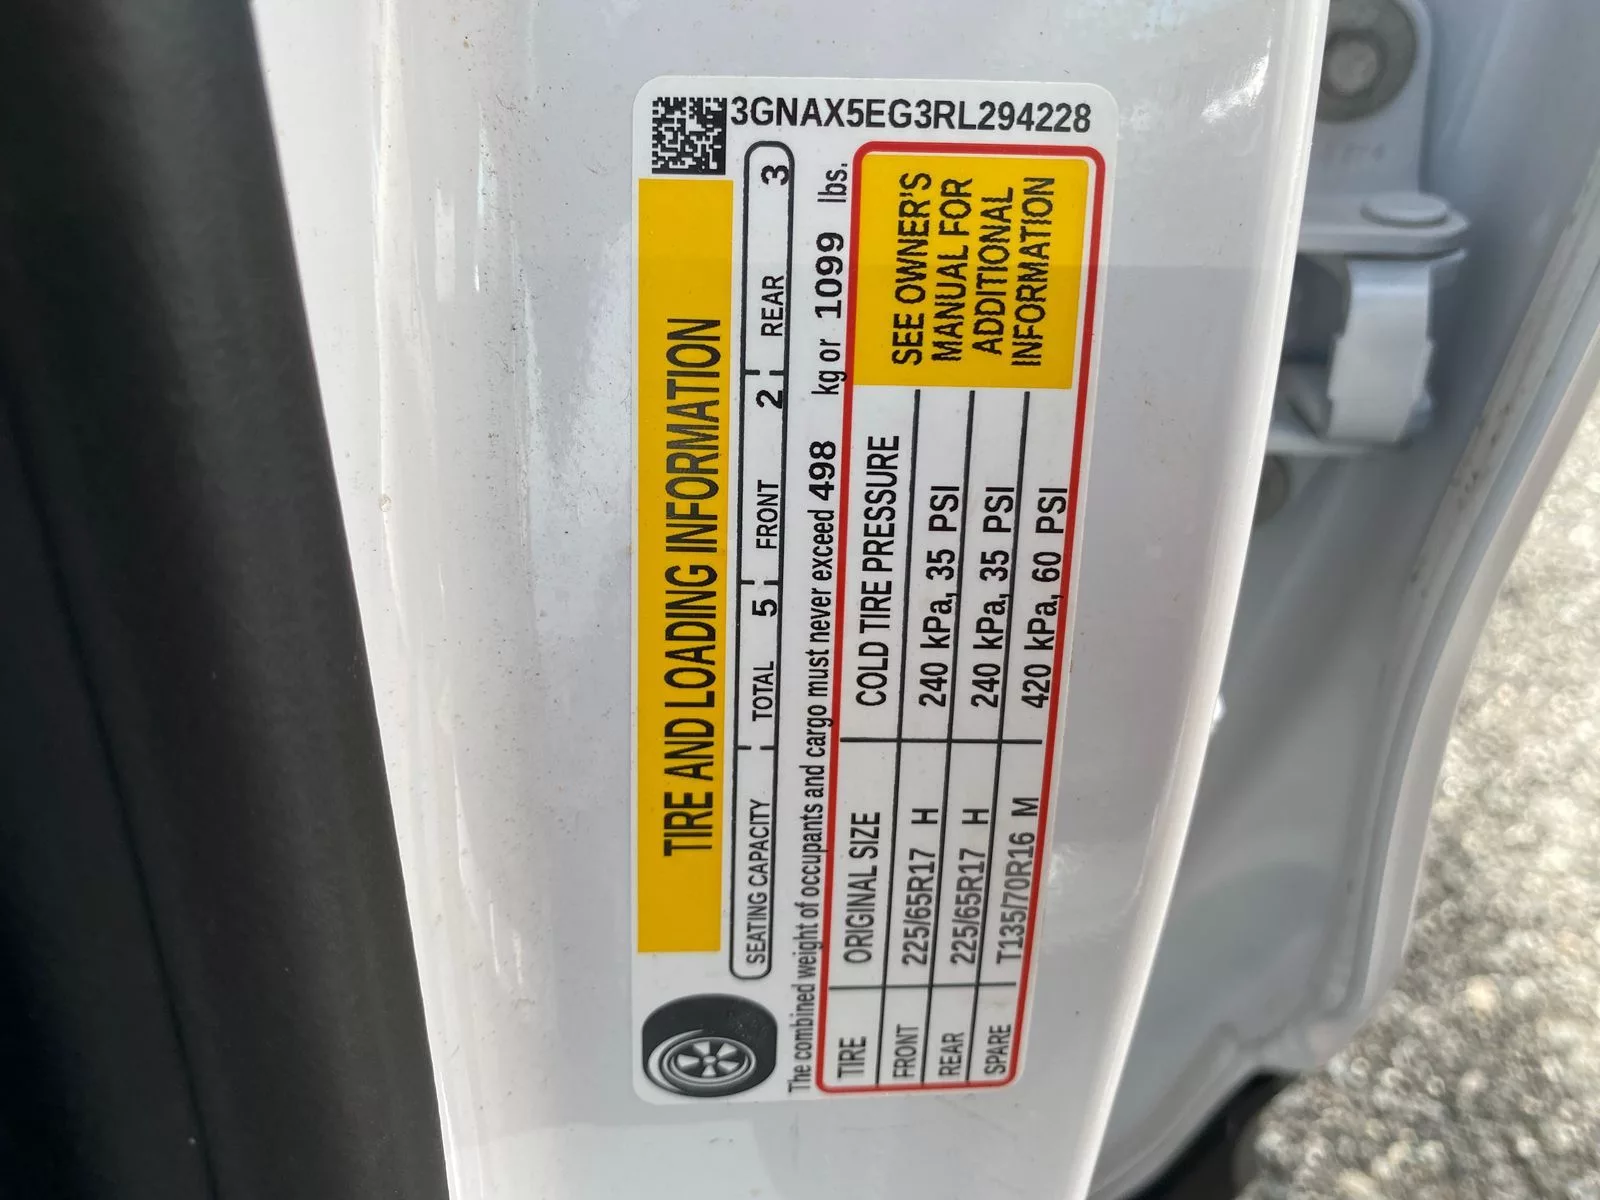 3GNAX5EG3RL294228
TIRE AND LOADING INFORMATION
SEATING CAPACITY TOTAL 5 FRONT 2 REAR 3
The combined weight of occupants and cargo must never exceed 498 kg or 1099 lbs.
TIRE ORIGINAL SIZE COLD TIRE PRESSURE
FRONT 225/65R17 H 240 kPa, 35 PSI
REAR 225/65R17 H 240 kPa, 35 PSI
SPARE T135/70R16 M 420 kPa, 60 PSI
SEE OWNER'S
MANUAL FOR
ADDITIONAL
INFORMATION